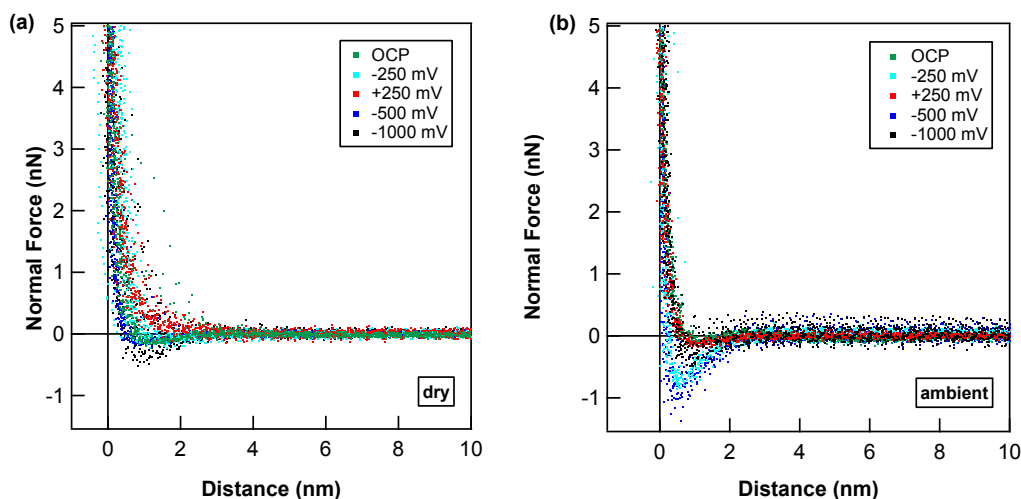 (a)
5
4
3
2
1
0
-1
Normal Force (nN)
OCP
-250 mV
+250 mV
-500 mV
-1000 mV
dry
0
2
4
6
8
10
Distance (nm)
(b)
5
4
3
2
1
0
-1
Normal Force (nN)
OCP
-250 mV
+250 mV
-500 mV
-1000 mV
ambient
0
2
4
6
8
10
Distance (nm)